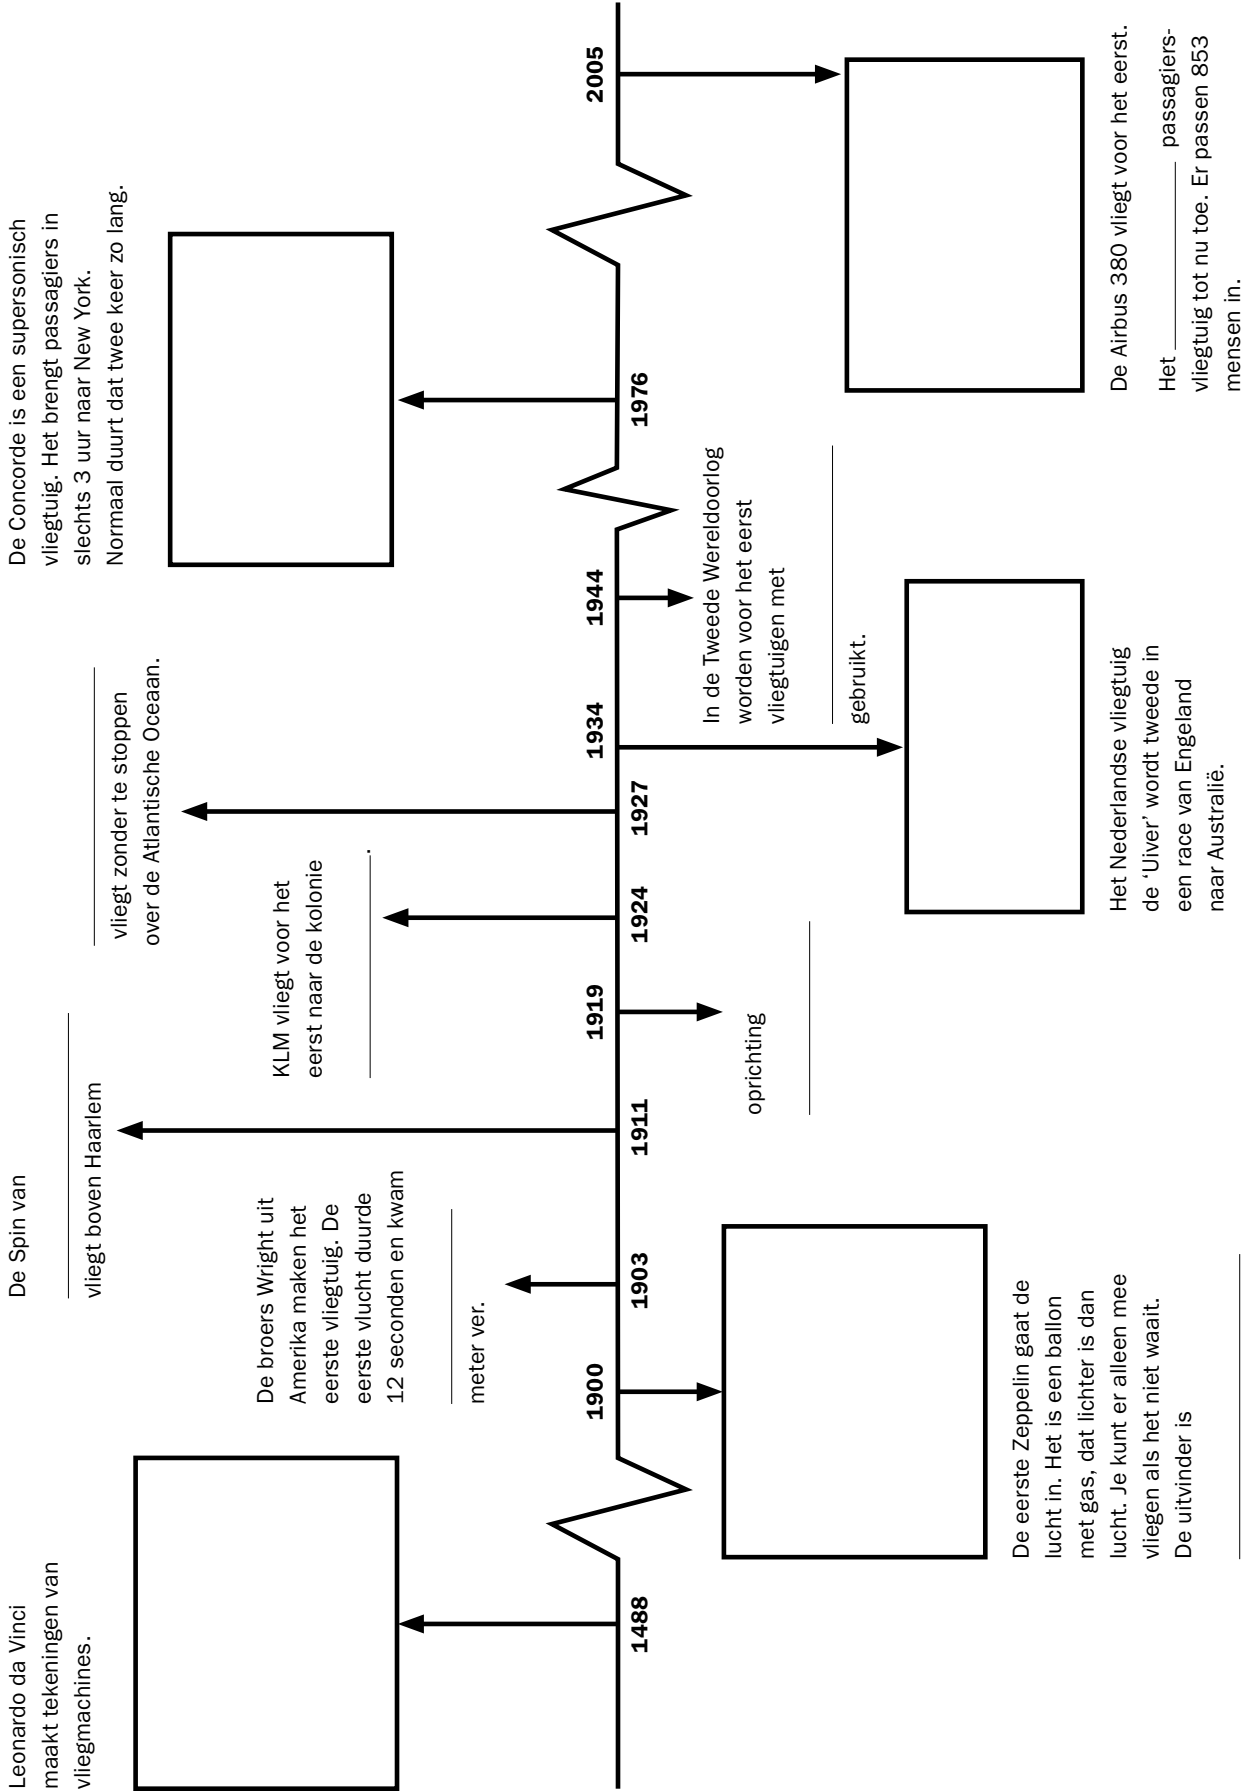 Leonardo da Vinci
maakt tekeningen van
vliegmachines.
1488
De eerste Zeppelin gaat de
lucht in. Het is een ballon
met gas, dat lichter is dan
lucht. Je kunt er alleen mee
vliegen als het niet waait.
De uitvinder is
1900
De broers Wright uit
Amerika maken het
eerste vliegtuig. De
eerste vlucht duurde
12 seconden en kwam
meter ver.
1903
De Spin van
vliegt boven Haarlem
1911
1919
oprichting
KLM vliegt voor het
eerst naar de kolonie
.
1924
vliegt zonder te stoppen
over de Atlantische Oceaan.
1927
1934
Het Nederlandse vliegtuig
de ‘Uiver’ wordt tweede in
een race van Engeland
naar Australië.
1944
In de Tweede Wereldoorlog
worden voor het eerst
vliegtuigen met
gebruikt.
De Concorde is een supersonisch
vliegtuig. Het brengt passagiers in
slechts 3 uur naar New York.
Normaal duurt dat twee keer zo lang.
1976
2005
De Airbus 380 vliegt voor het eerst.
Het ________ passagiers-
vliegtuig tot nu toe. Er passen 853
mensen in.